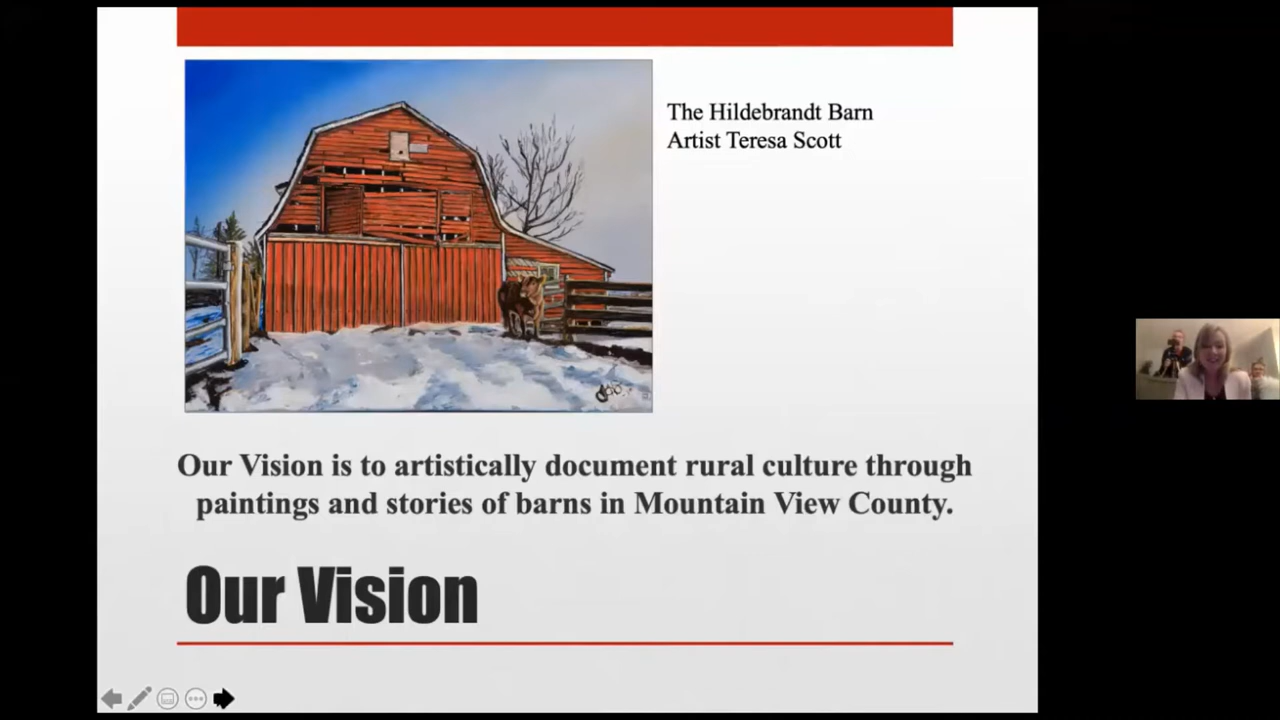 The Hildebrandt Barn
Artist Teresa Scott
Our Vision is to artistically document rural culture through
paintings and stories of barns in Mountain View County.
Our Vision